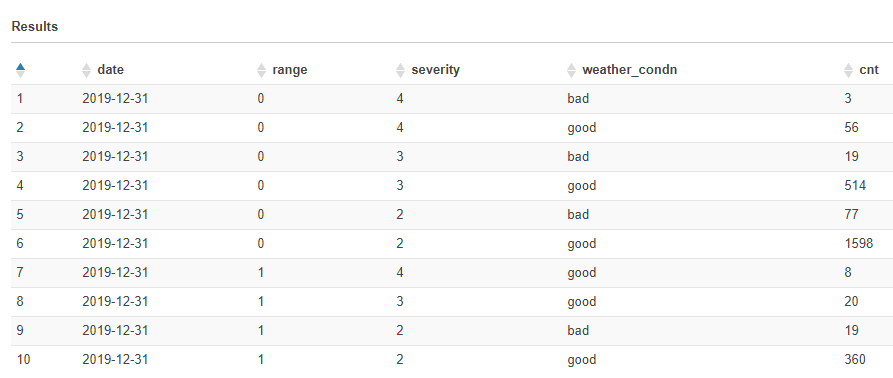 Results
date range severity weather_condn cnt
1 2019-12-31 0 4 bad 3
2 2019-12-31 0 4 good 56
3 2019-12-31 0 3 bad 19
4 2019-12-31 0 3 good 514
5 2019-12-31 0 2 bad 77
6 2019-12-31 0 2 good 1598
7 2019-12-31 1 4 good 8
8 2019-12-31 1 3 good 20
9 2019-12-31 1 2 bad 19
10 2019-12-31 1 2 good 360